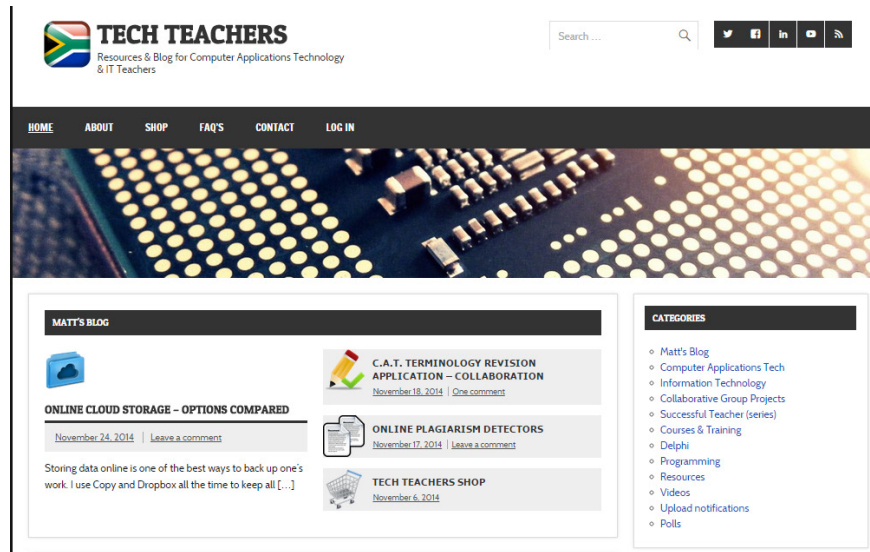 TECH TEACHERS
Resources & Blog for Computer Applications Technology
& IT Teachers
Search ...
HOME ABOUT SHOP FAQ'S CONTACT LOG IN
MATT'S BLOG
ONLINE CLOUD STORAGE – OPTIONS COMPARED
November 24, 2014 | Leave a comment
Storing data online is one of the best ways to back up one's
work. I use Copy and Dropbox all the time to keep all […]
C.A.T. TERMINOLOGY REVISION
APPLICATION – COLLABORATION
November 18, 2014 | One comment
ONLINE PLAGIARISM DETECTORS
November 17, 2014 | Leave a comment
TECH TEACHERS SHOP
November 6, 2014
CATEGORIES
Matt's Blog
Computer Applications Tech
Information Technology
Collaborative Group Projects
Successful Teacher (series)
Courses & Training
Delphi
Programming
Resources
Videos
Upload notifications
Polls